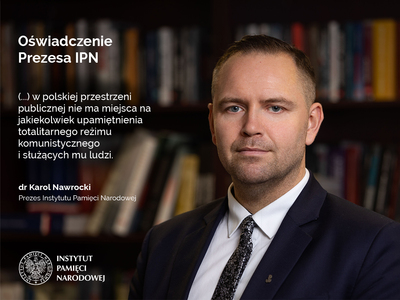 Oświadczenie
Prezesa IPN
(...) w polskiej przestrzeni
publicznej nie ma miejsca na
jakiekolwiek upamiętnienia
totalitarnego reżimu
komunistycznego
i służących mu ludzi.
dr Karol Nawrocki
Prezes Instytutu Pamięci Narodowej
INSTYTUT
PAMIĘCI
NARODOWEJ